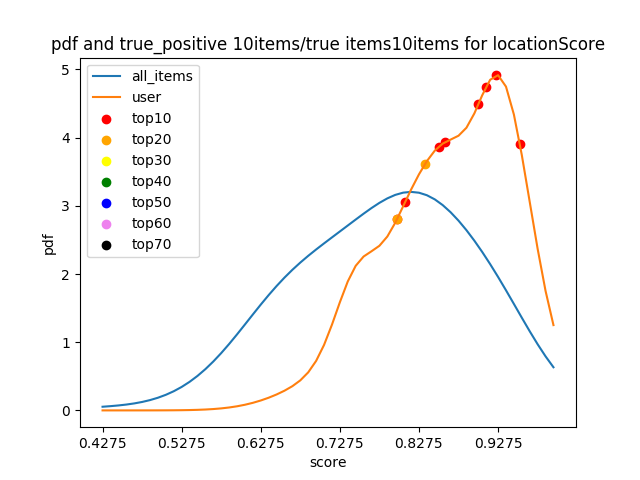 pdf and true_positive 10items/true items10items for locationScore
all_items
user
top10
top20
top30
top40
top50
top60
top70
pdf
5
4
3
2
1
0
0.4275 0.5275 0.6275 0.7275 0.8275 0.9275
score